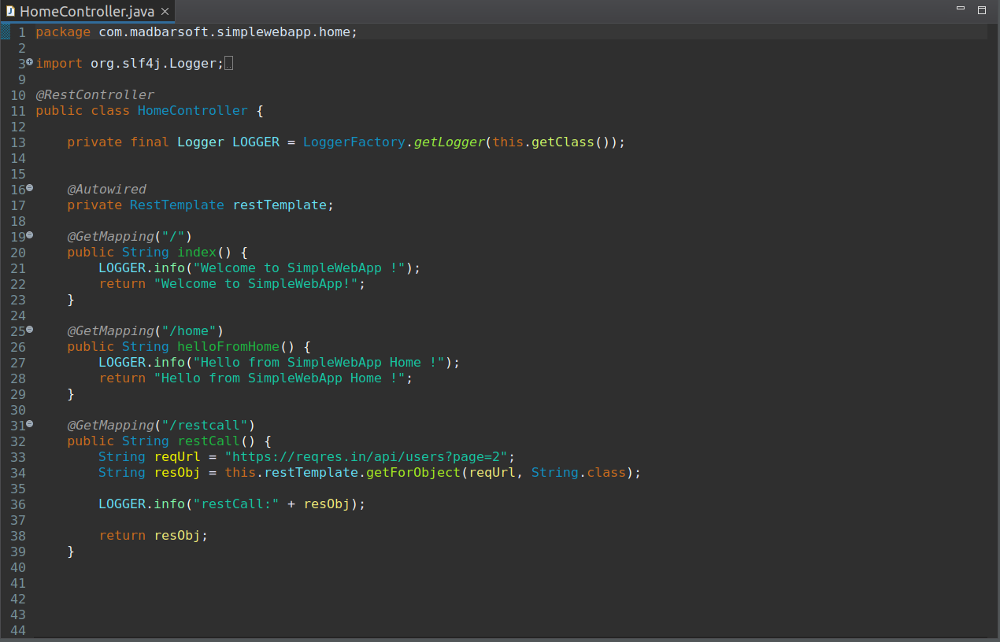 HomeController.java
1 package com.madbarsoft.simplewebapp.home;
2
3 import org.slf4j.Logger;
9
10 @RestController
11 public class HomeController {
12
13     private final Logger LOGGER = LoggerFactory.getLogger(this.getClass());
14
15
16     @Autowired
17     private RestTemplate restTemplate;
18
19     @GetMapping("/")
20     public String index() {
21         LOGGER.info("Welcome to SimpleWebApp !");
22         return "Welcome to SimpleWebApp!";
23     }
24
25     @GetMapping("/home")
26     public String helloFromHome() {
27         LOGGER.info("Hello from SimpleWebApp Home !");
28         return "Hello from SimpleWebApp Home !";
29     }
30
31     @GetMapping("/restcall")
32     public String restCall() {
33         String reqUrl = "https://reqres.in/api/users?page=2";
34         String resObj = this.restTemplate.getForObject(reqUrl, String.class);
35
36         LOGGER.info("restCall:" + resObj);
37
38         return resObj;
39     }
40
41
42
43
44